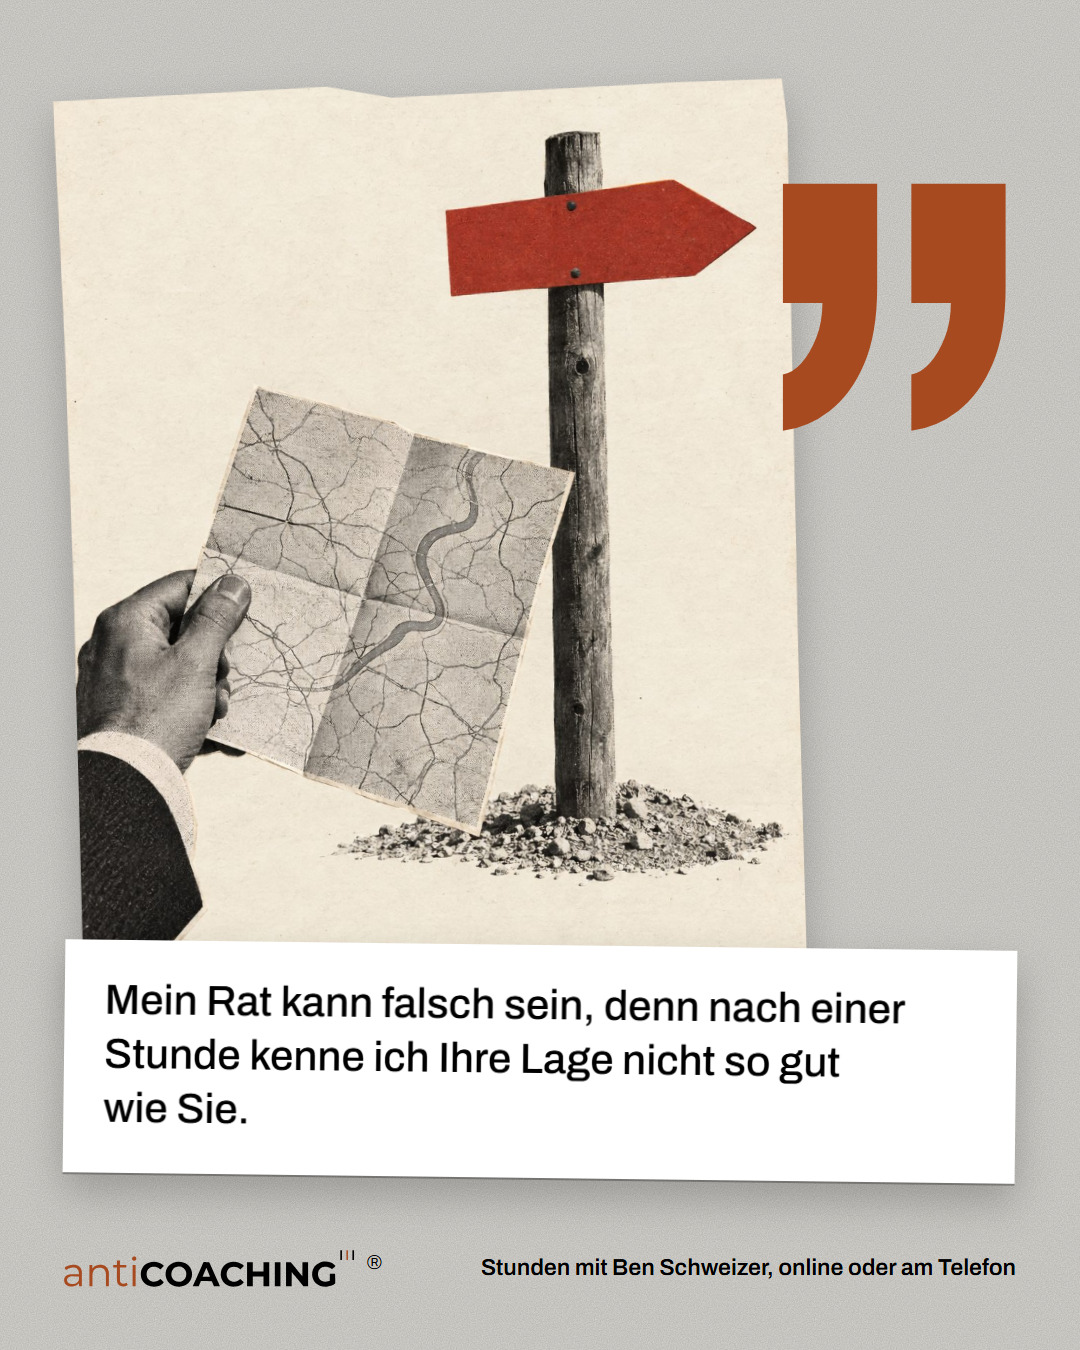 Mein Rat kann falsch sein, denn nach einer
Stunde kenne ich Ihre Lage nicht so gut
wie Sie.
antiCOACHING ®
Stunden mit Ben Schweizer, online oder am Telefon